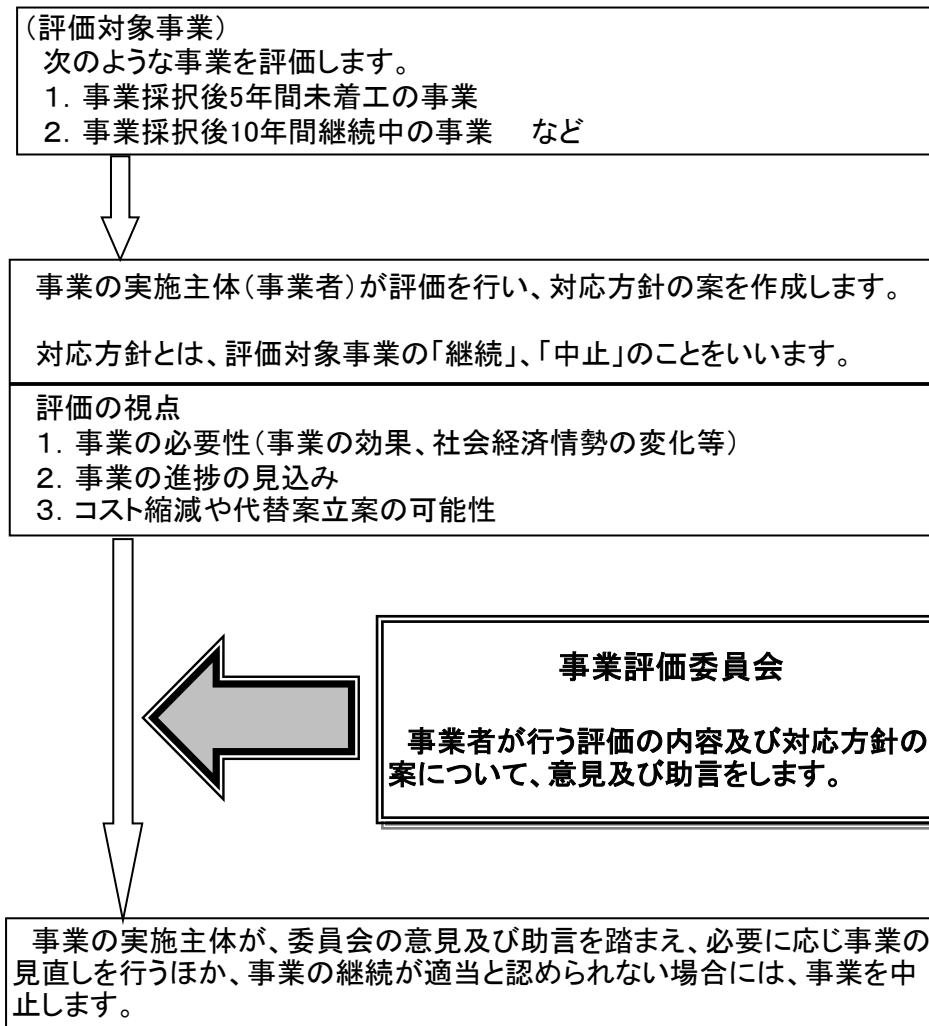 （評価対象事業）
次のような事業を評価します。
１．事業採択後5年間未着工の事業
２．事業採択後10年間継続中の事業　など
事業の実施主体（事業者）が評価を行い、対応方針の案を作成します。
対応方針とは、評価対象事業の「継続」、「中止」のことをいいます。
評価の視点
１．事業の必要性（事業の効果、社会経済情勢の変化等）
２．事業の進捗の見込み
３．コスト縮減や代替案立案の可能性
事業評価委員会
事業者が行う評価の内容及び対応方針の
案について、意見及び助言をします。
事業の実施主体が、委員会の意見及び助言を踏まえ、必要に応じ事業の
見直しを行うほか、事業の継続が適当と認められない場合には、事業を中
止します。